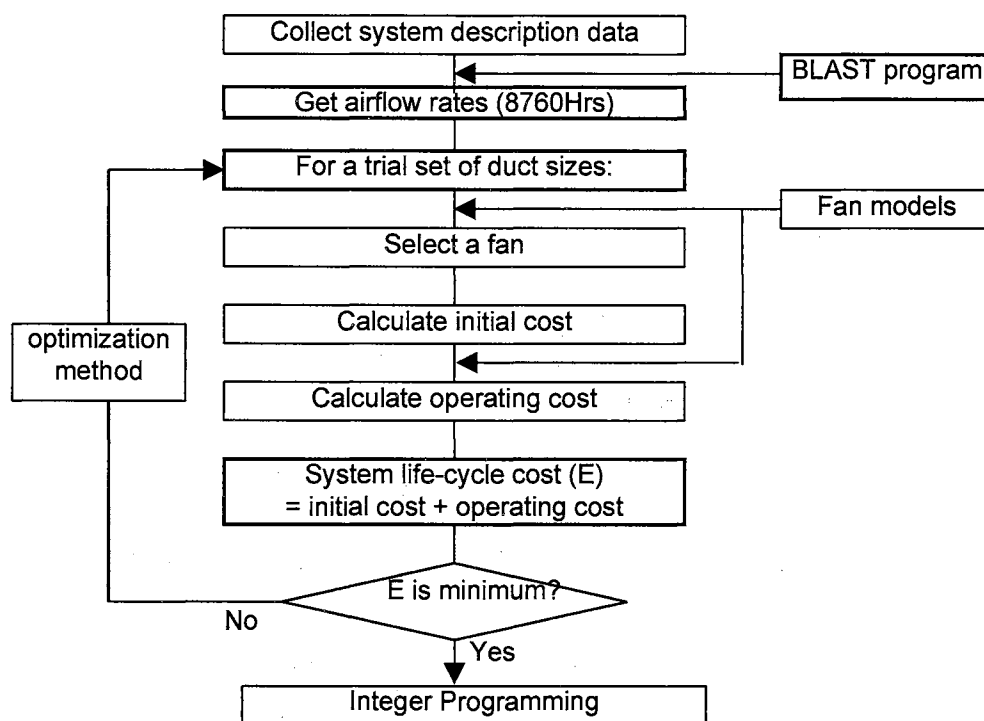 Collect system description data
BLAST program
Get airflow rates (8760Hrs)
For a trial set of duct sizes:
Fan models
Select a fan
Calculate initial cost
optimization
method
Calculate operating cost
System life-cycle cost (E)
= initial cost + operating cost
E is minimum?
No
Yes
Integer Programming